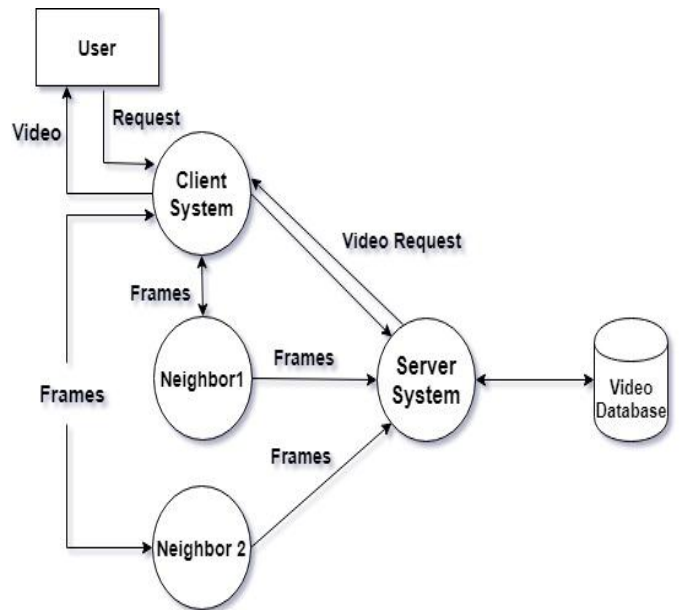 User
Video
Request
Client
System
Video Request
Frames
Frames
Neighbor1
Server
System
Video
Database
Frames
Frames
Neighbor 2